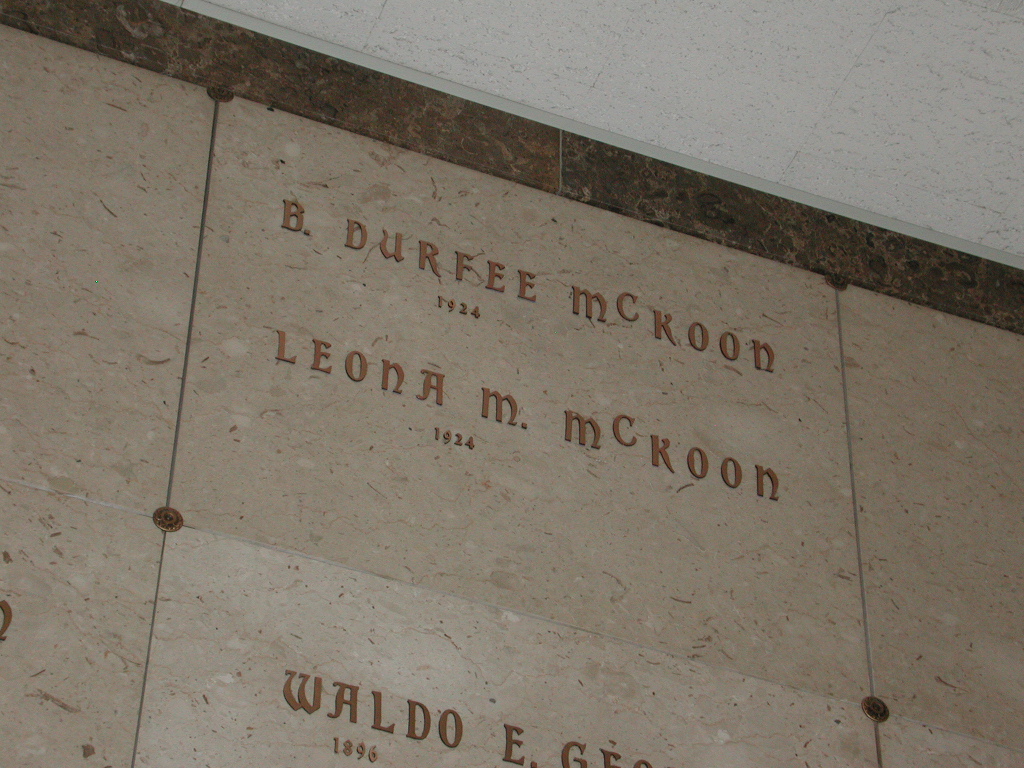 B. DURFEE McKOON
1924
LEONA M. McKOON
1924
WALDO E.
1896